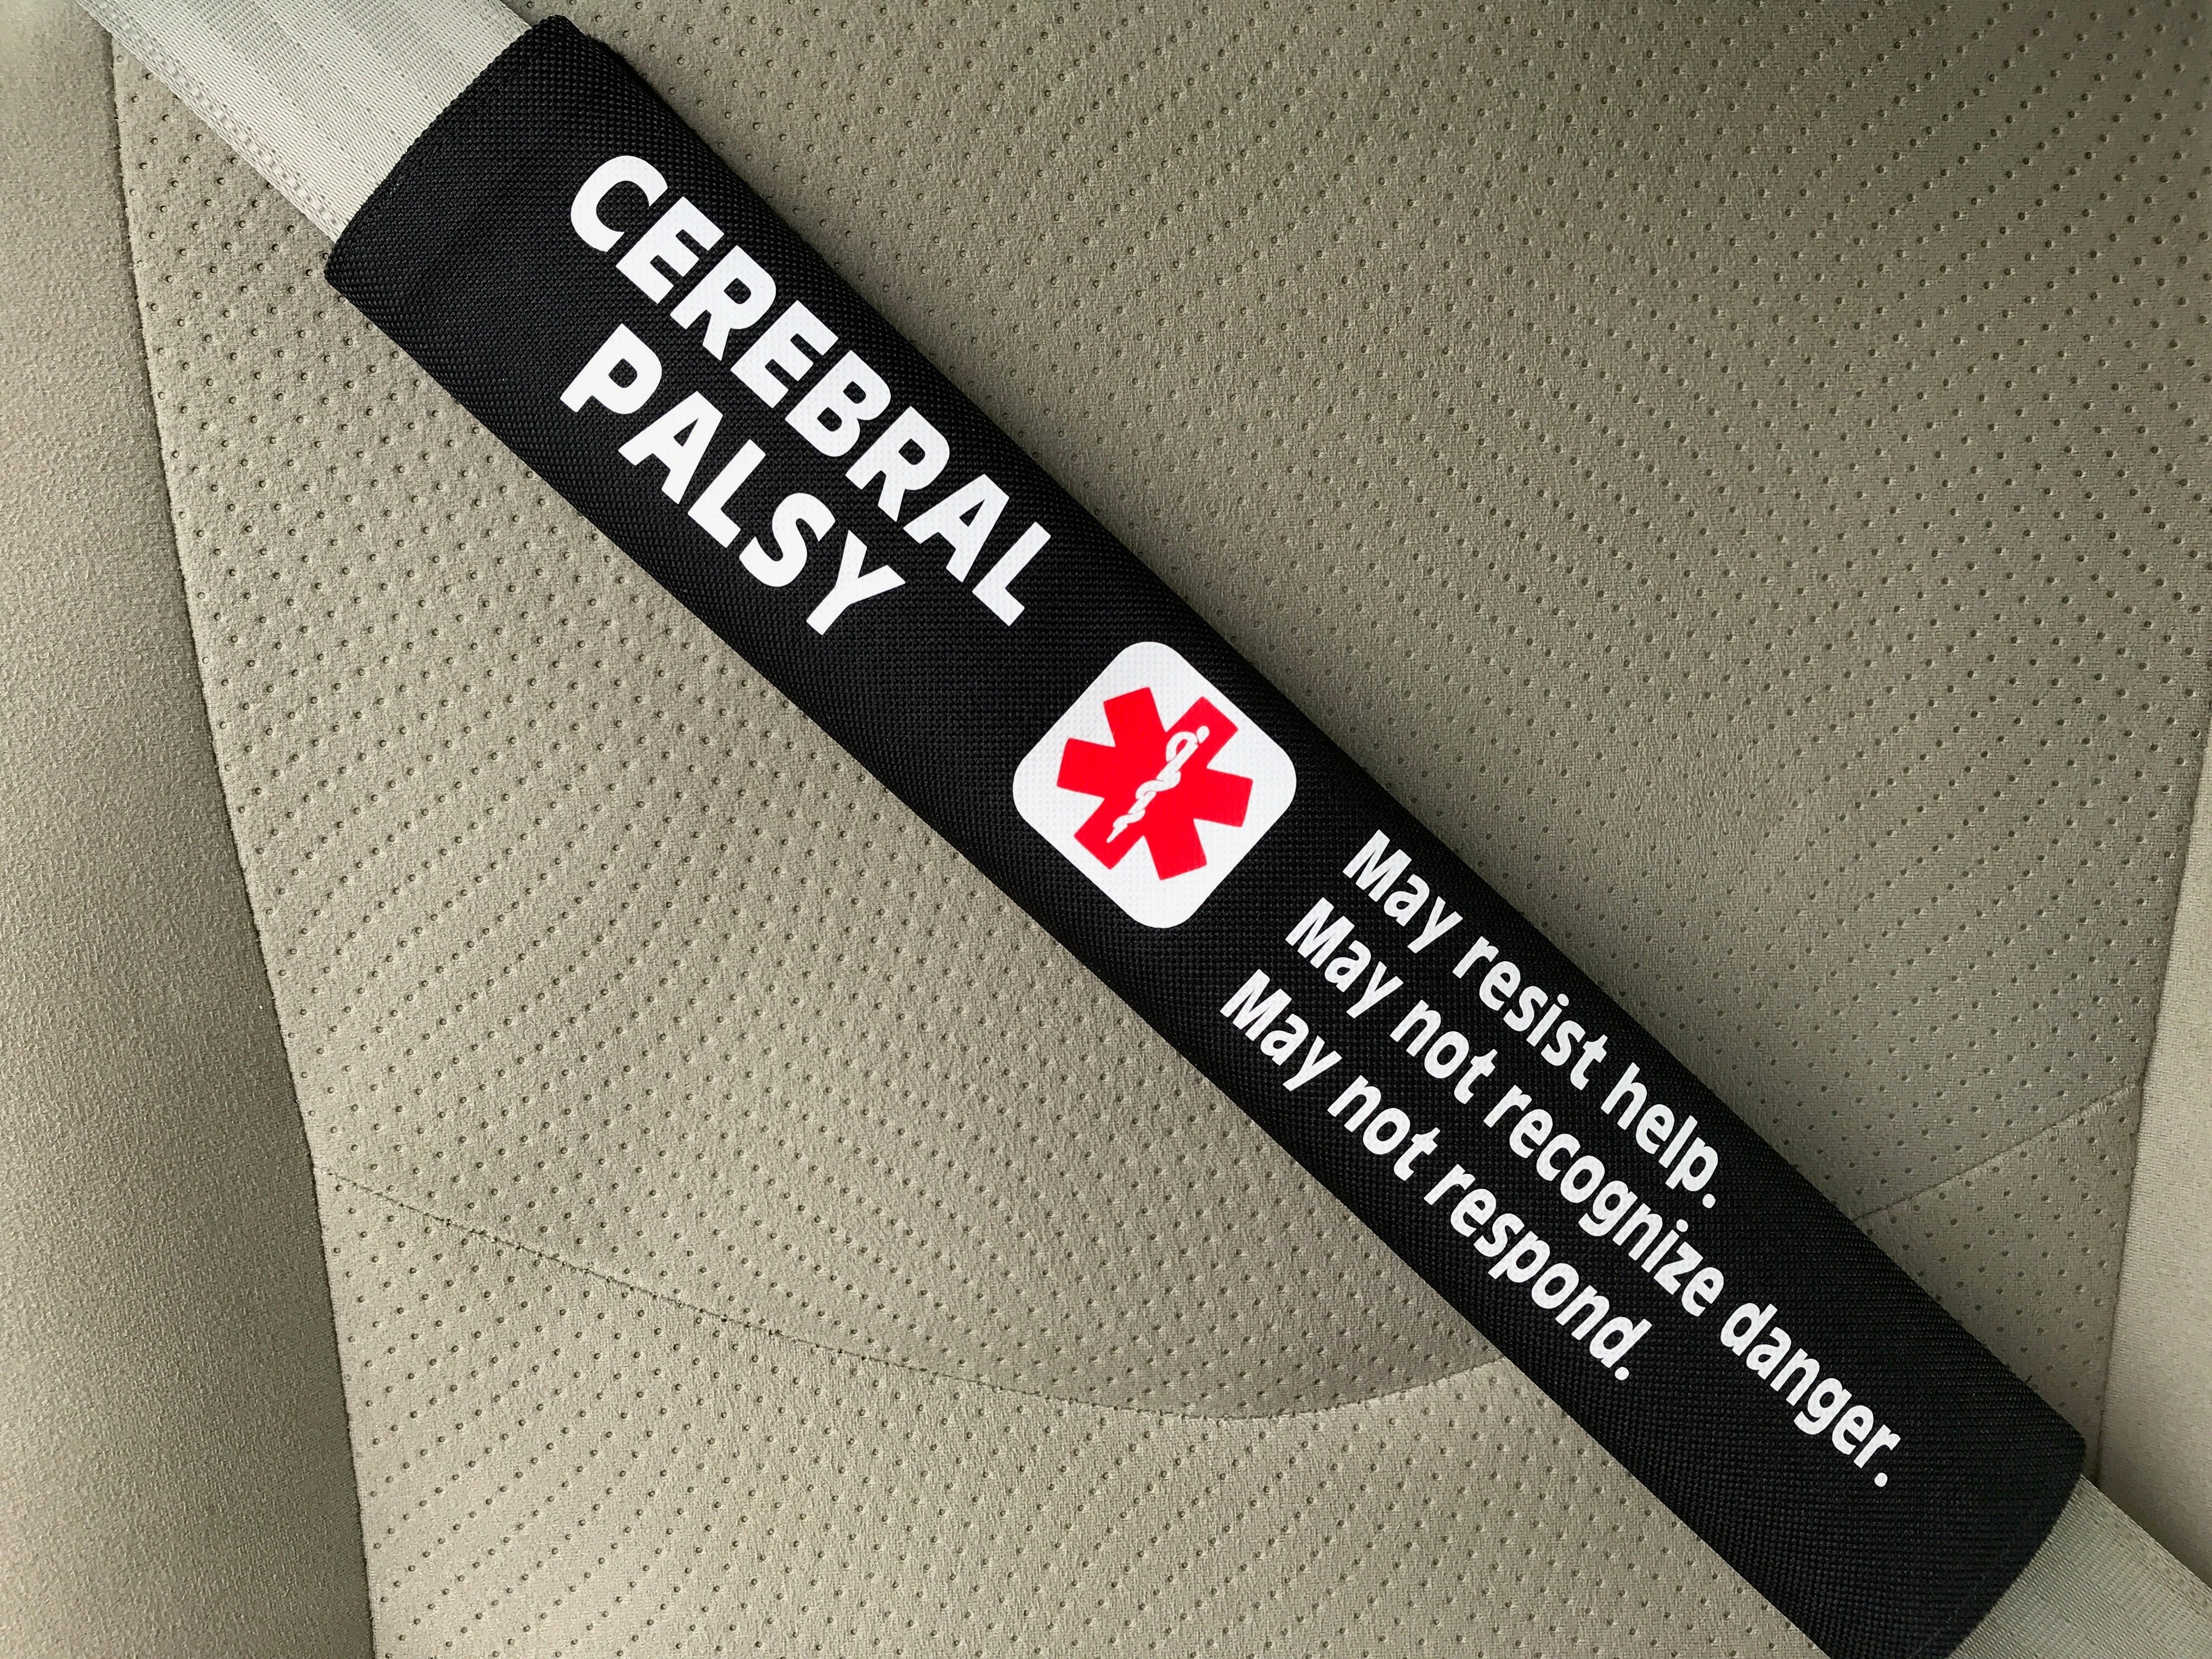 CEREBRAL
PALSY
May resist help.
May not recognize danger.
May not respond.